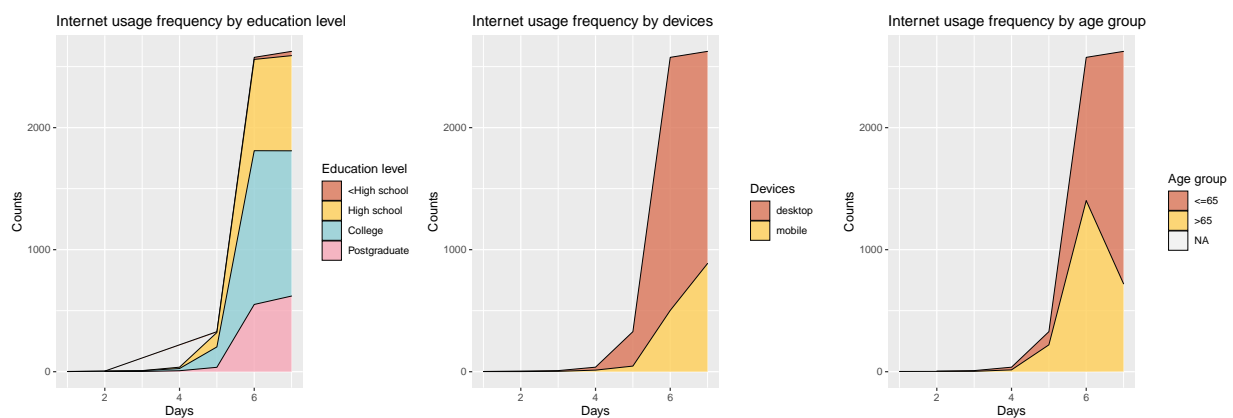 Internet usage frequency by education level
Counts
2000
1000
0
2
4
6
Days
Education level
<High school
High school
College
Postgraduate
Internet usage frequency by devices
Counts
2000
1000
0
2
4
6
Days
Devices
desktop
mobile
Internet usage frequency by age group
Counts
2000
1000
0
2
4
6
Days
Age group
<=65
>65
NA